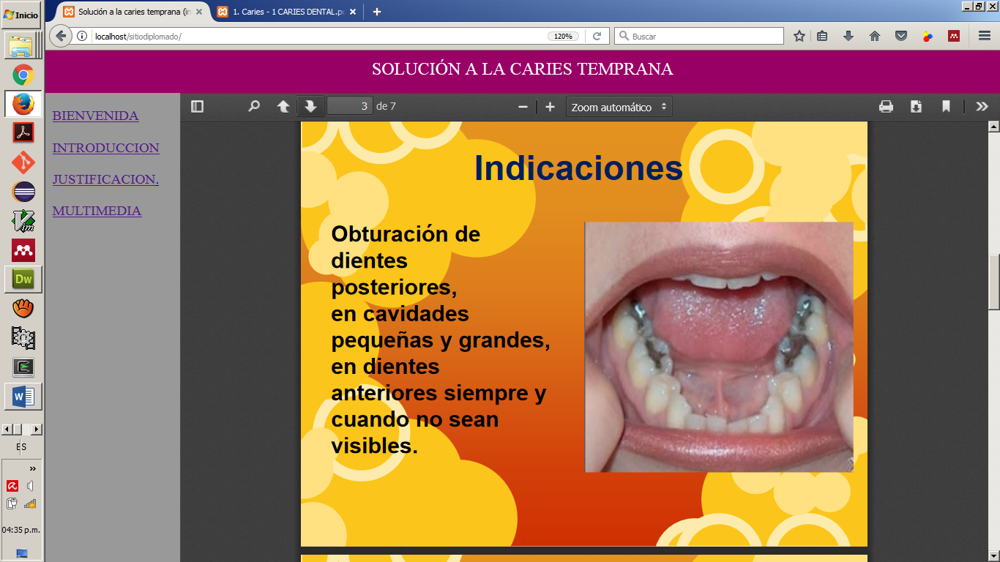 Inicio
Solución a la caries temprana (in
1. Caries - 1 CARIES DENTAL.pd
localhost/sitiodiplomado/
120%
Buscar
SOLUCIÓN A LA CARIES TEMPRANA
BIENVENIDA
INTRODUCCION
JUSTIFICACION.
MULTIMEDIA
3 de 7
Zoom automático
Indicaciones
Obturación de
dientes
posteriores,
en cavidades
pequeñas y grandes,
en dientes
anteriores siempre y
cuando no sean
visibles.
Dw
ES
04:35 p.m.